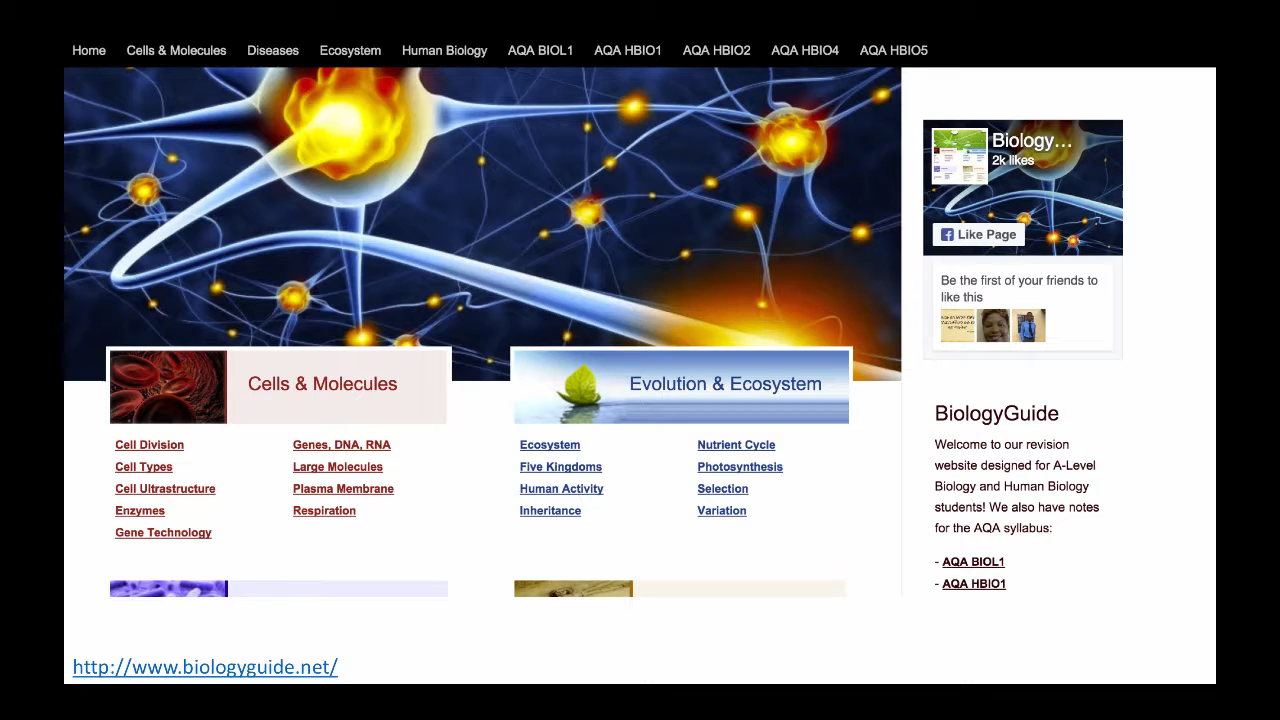 Home Cells & Molecules Diseases Ecosystem Human Biology AQA BIOL1 AQA HBIO1 AQA HBIO2 AQA HBIO4 AQA HBIO5
Biology...
2k likes
Like Page
Be the first of your friends to
like this
Cells & Molecules
Cell Division Genes, DNA, RNA
Cell Types Large Molecules
Cell Ultrastructure Plasma Membrane
Enzymes Respiration
Gene Technology
Evolution & Ecosystem
Ecosystem Nutrient Cycle
Five Kingdoms Photosynthesis
Human Activity Selection
Inheritance Variation
BiologyGuide
Welcome to our revision
website designed for A-Level
Biology and Human Biology
students! We also have notes
for the AQA syllabus:
- AQA BIOL1
- AQA HBIO1
http://www.biologyguide.net/